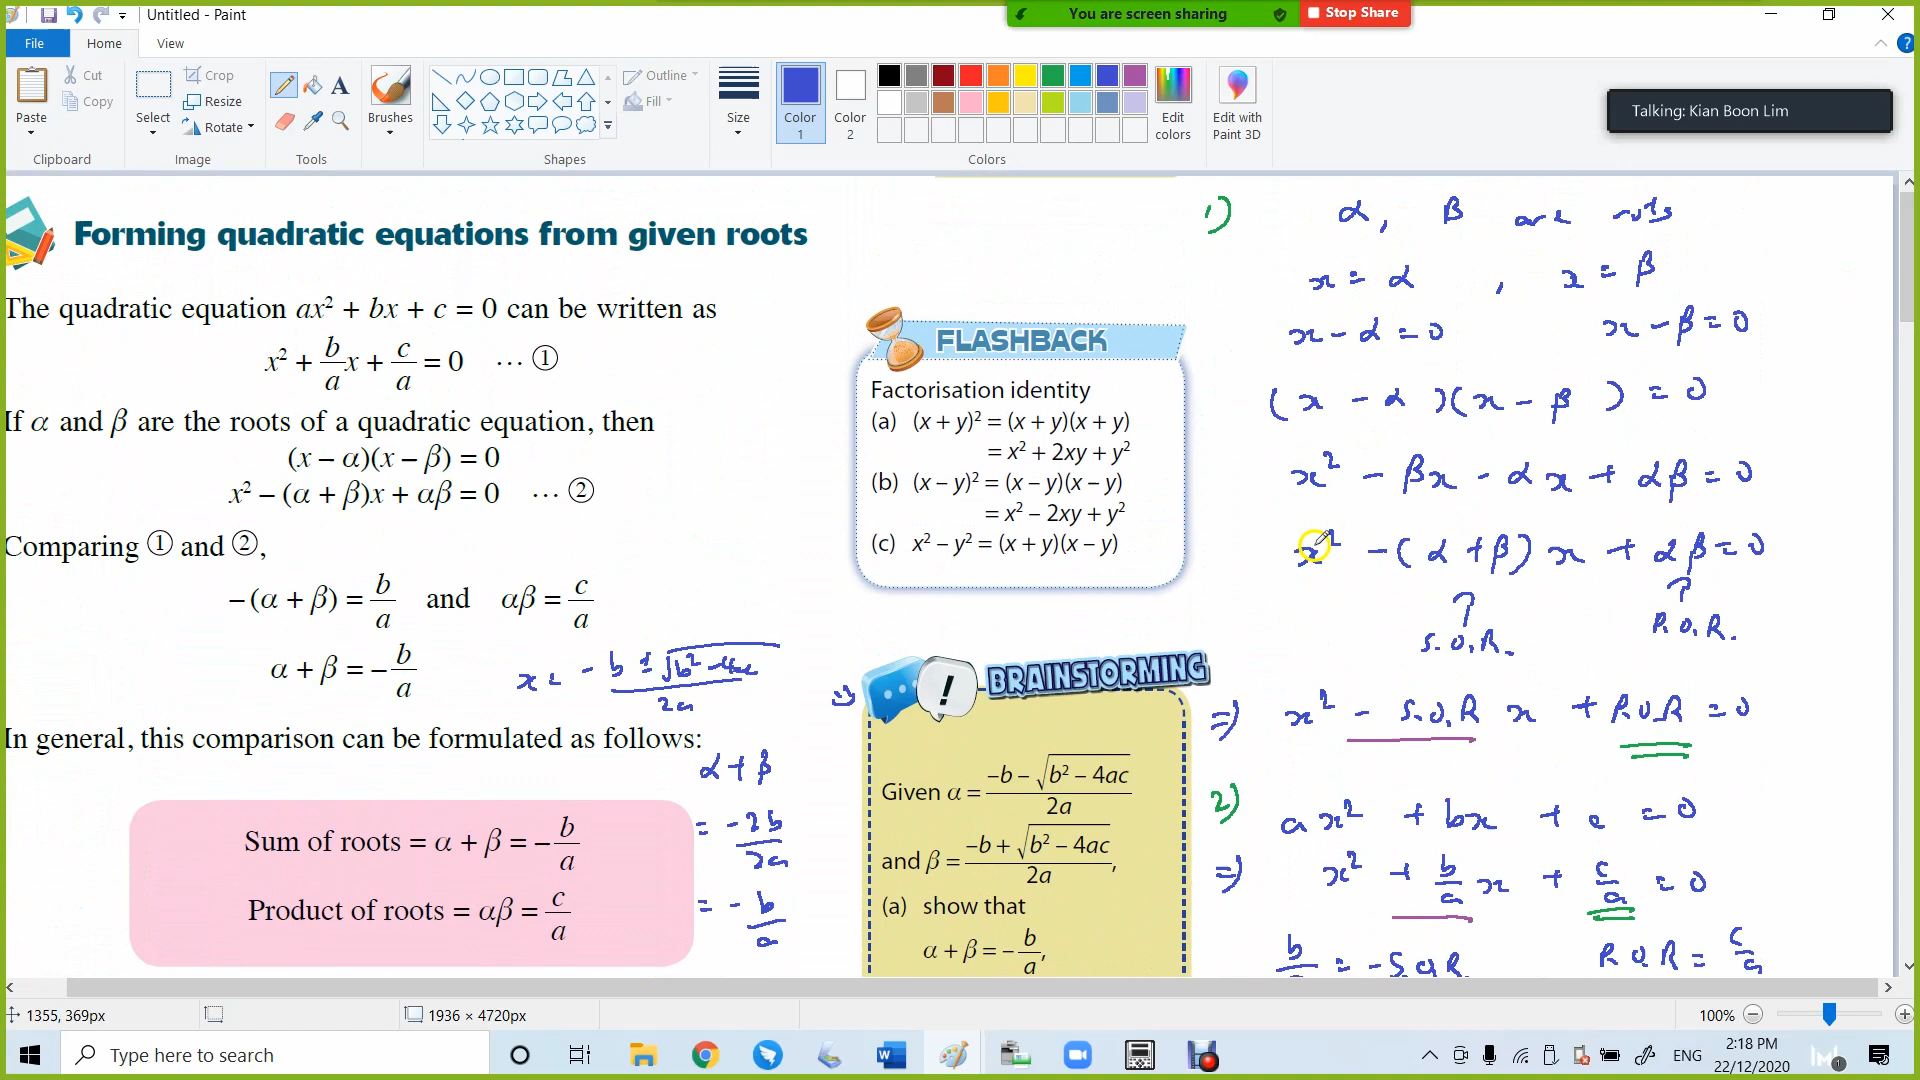 Untitled - Paint
You are screen sharing
Stop Share
File
Home
View
Paste
Cut
Copy
Select
Crop
Resize
Rotate
Brushes
Outline
Fill
Size
Color 1
Color 2
Edit colors
Edit with Paint 3D
Clipboard
Image
Tools
Shapes
Colors
Talking: Kian Boon Lim
Forming quadratic equations from given roots
The quadratic equation ax² + bx + c = 0 can be written as
x² + b/a x + c/a = 0 ⋯ ①
If α and β are the roots of a quadratic equation, then
(x – α)(x – β) = 0
x² – (α + β)x + αβ = 0 ⋯ ②
Comparing ① and ②,
– (α + β) = b/a and αβ = c/a
α + β = – b/a
In general, this comparison can be formulated as follows:
Sum of roots = α + β = – b/a
Product of roots = αβ = c/a
α + β
= -2b/2a
= - b/a
FLASHBACK
Factorisation identity
(a) (x + y)² = (x + y)(x + y)
= x² + 2xy + y²
(b) (x – y)² = (x – y)(x – y)
= x² – 2xy + y²
(c) x² – y² = (x + y)(x – y)
BRAINSTORMING
Given α = (–b – √(b² – 4ac))/2a
and β = (–b + √(b² – 4ac))/2a,
(a) show that
α + β = – b/a,
1) α, β are roots
x = α , x = β
x - α = 0 x - β = 0
(x - α)(x - β) = 0
x² - βx - αx + αβ = 0
x² - (α + β) x + αβ = 0
S.O.R. P.O.R.
=) x² - S.O.R x + P.O.R = 0
2) ax² + bx + c = 0
=) x² + b/a x + c/a = 0
= -S.O.R P.O.R = c/a
1355, 369px
1936 × 4720px
100%
Type here to search
ENG
2:18 PM
22/12/2020